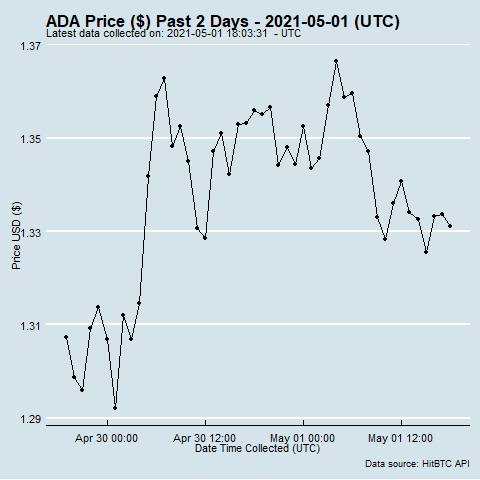 ADA Price ($) Past 2 Days - 2021-05-01 (UTC)
Latest data collected on: 2021-05-01 18:03:31 - UTC
1.37
1.35
1.33
1.31
1.29
Price USD ($)
Apr 30 00:00 Apr 30 12:00 May 01 00:00 May 01 12:00
Date Time Collected (UTC)
Data source: HitBTC API